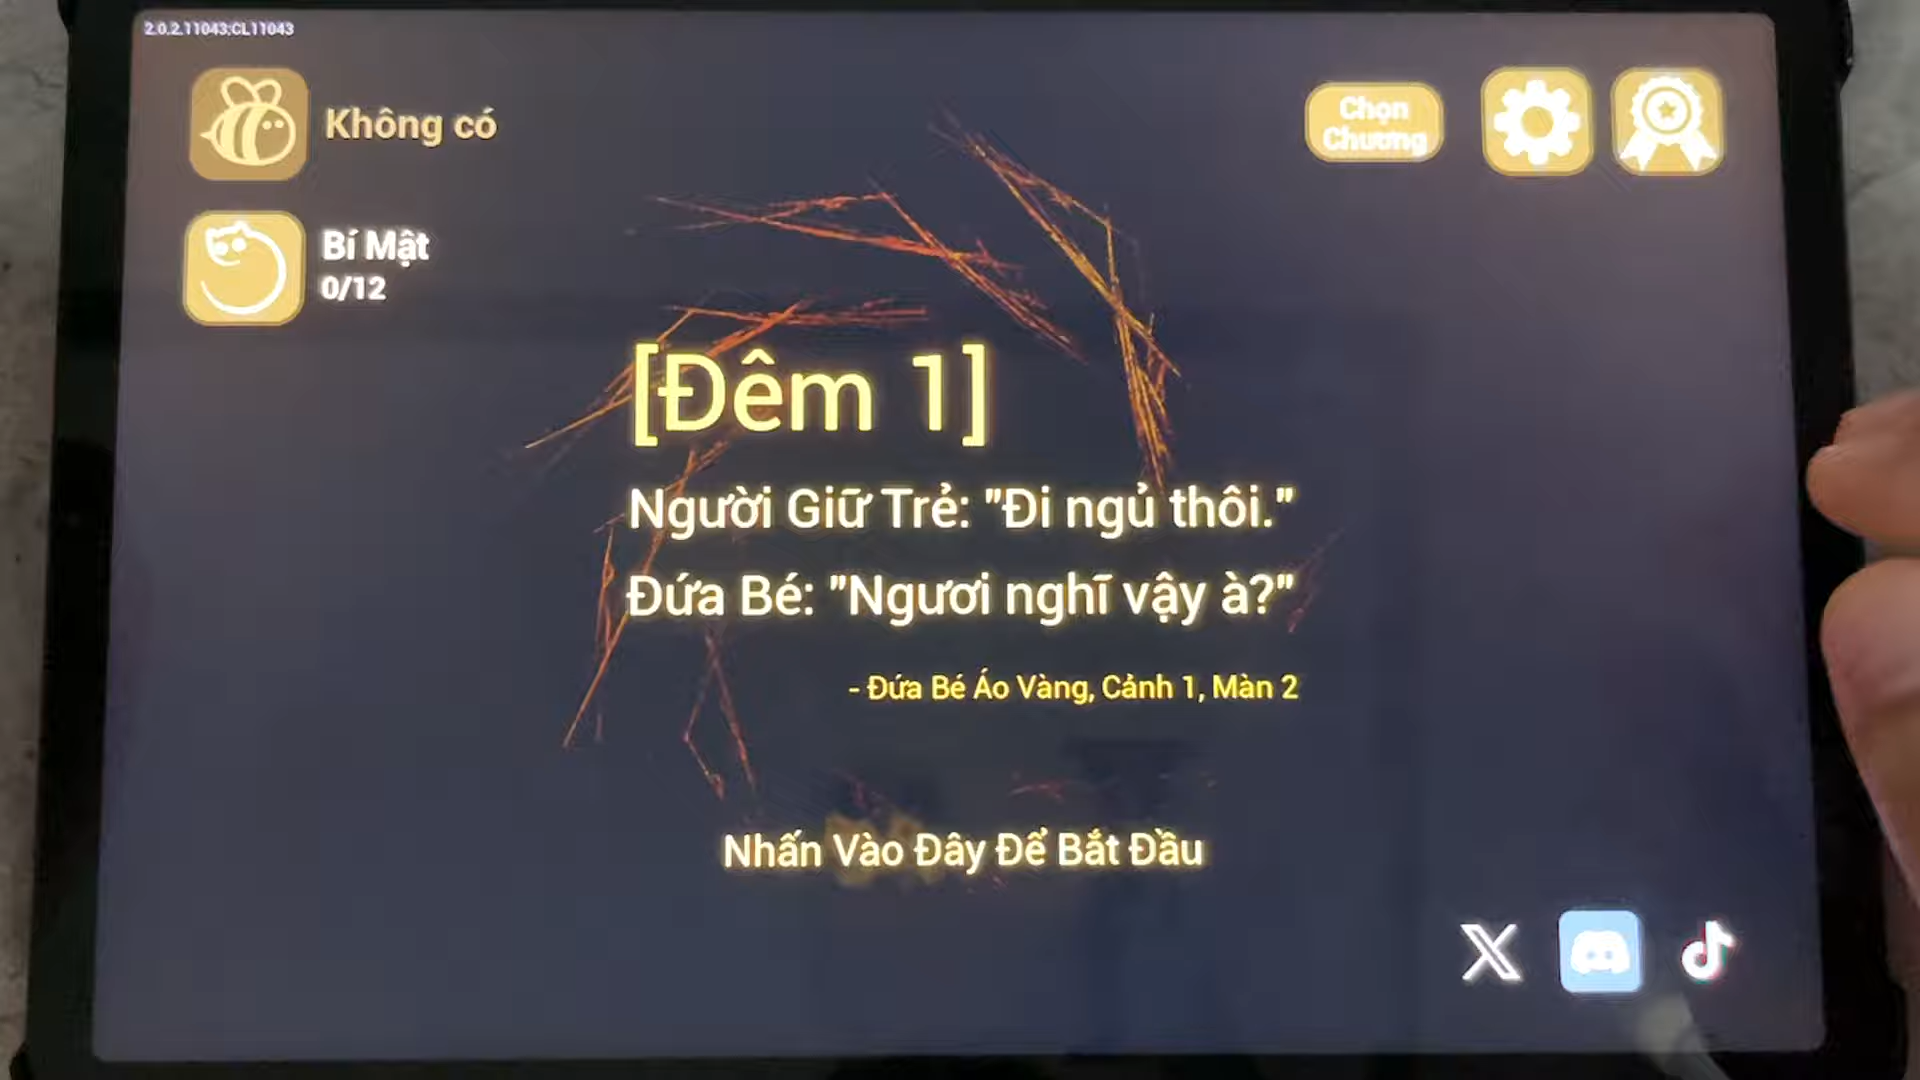 2.0.2.11043:CL11043
Không có
Chọn
Chương
Bí Mật
0/12
[Đêm 1]
Người Giữ Trẻ: "Đi ngủ thôi."
Đứa Bé: "Ngươi nghĩ vậy à?"
- Đứa Bé Áo Vàng, Cảnh 1, Màn 2
Nhấn Vào Đây Để Bắt Đầu